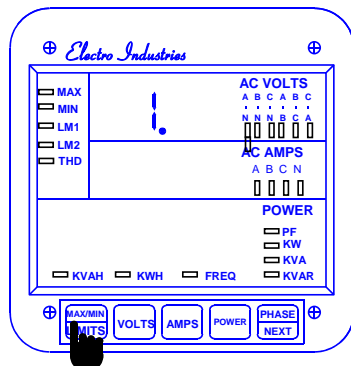 Electro Industries
MAX
MIN
LM1
LM2
THD
1.
AC VOLTS
A B C A B C
N N N B C A
AC AMPS
A B C N
POWER
PF
KW
KVA
KVAR
KVAH KWH FREQ
MAX/MIN
LIMITS
VOLTS
AMPS
POWER
PHASE
NEXT